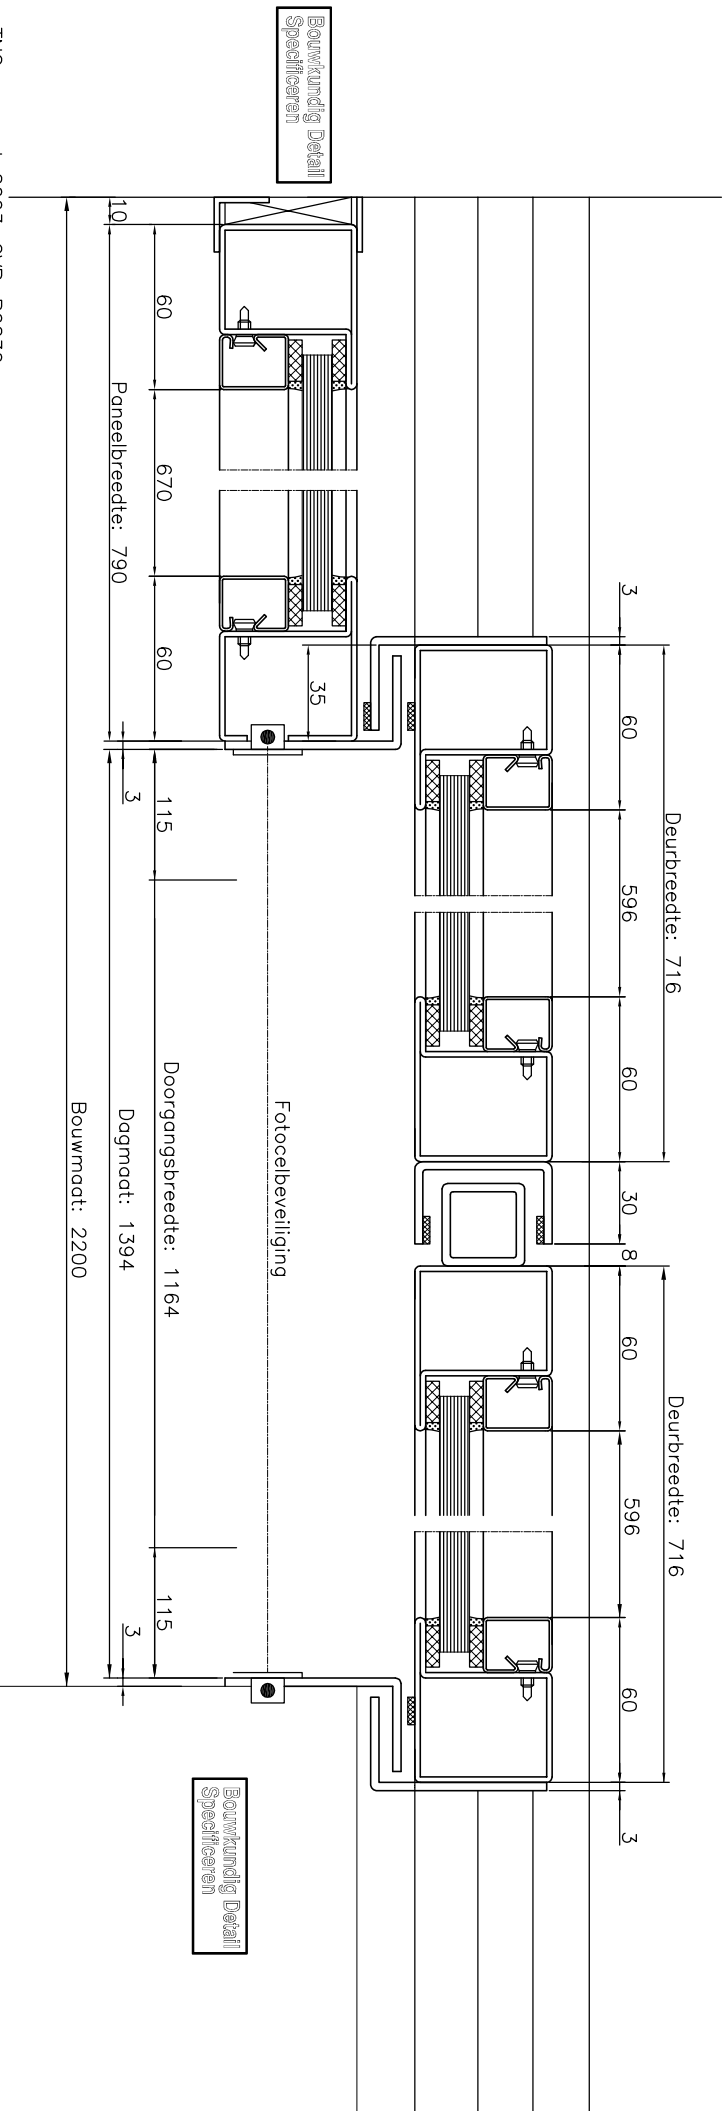 Bouwkundig Detail
Specificeren
3
60
596
60
30
8
60
596
60
3
Deurbreedte: 716
Deurbreedte: 716
35
Fotocelbeveiliging
60
670
60
115
Doorgangsbreedte: 1164
115
10
Paneelbreedte: 790
3
Dagmaat: 1394
3
Bouwmaat: 2200
Bouwkundig Detail
Specificeren